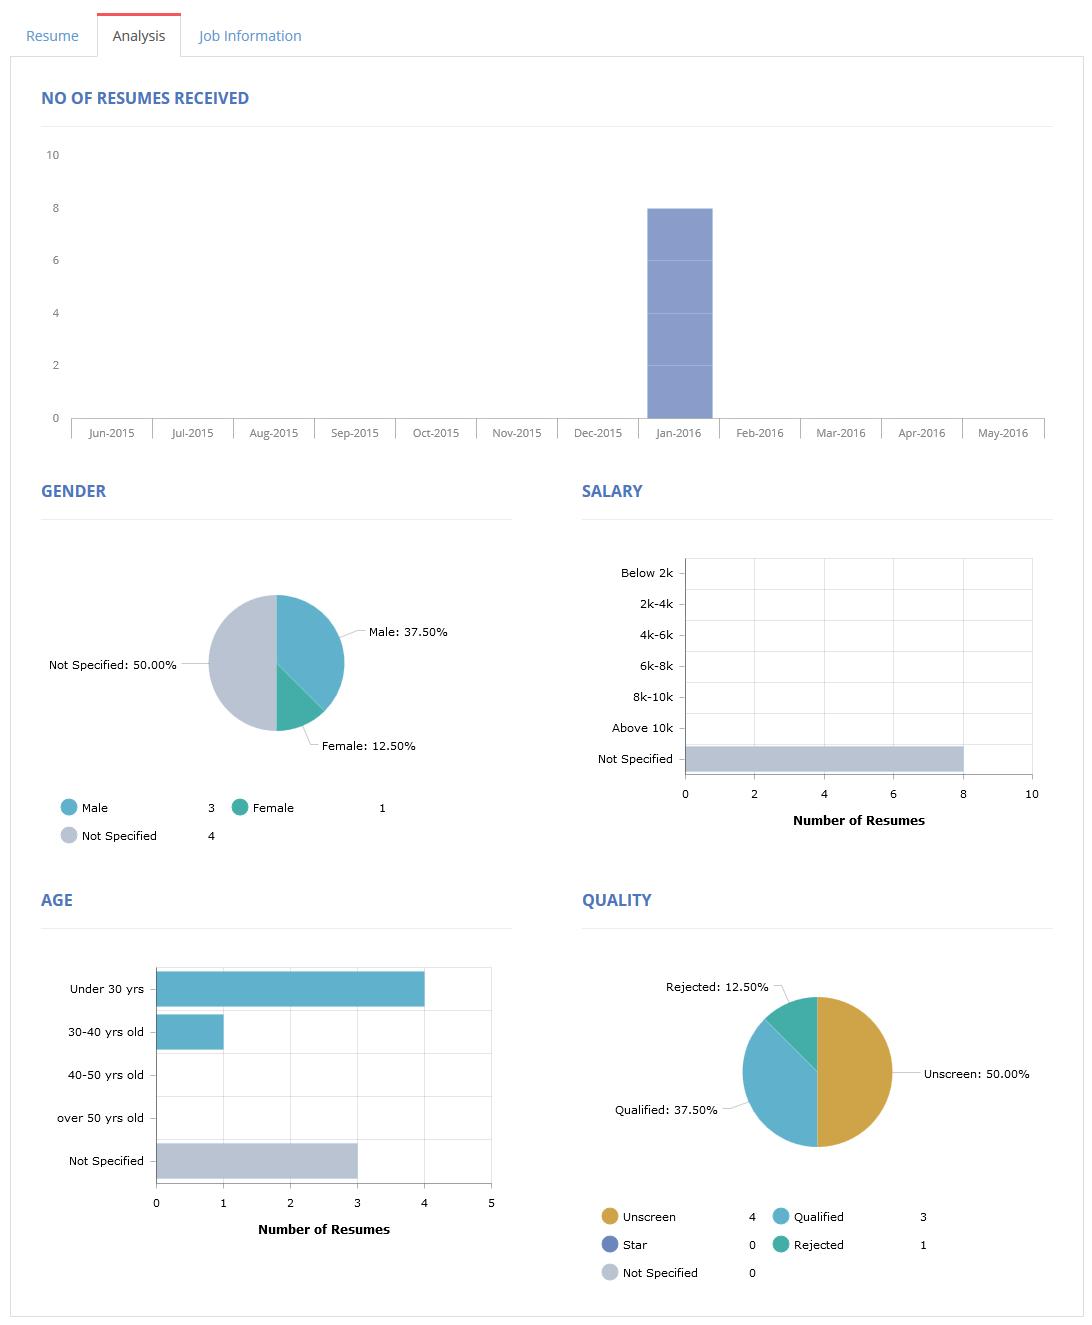 Resume Analysis Job Information
NO OF RESUMES RECEIVED
10
8
6
4
2
0
Jun-2015 Jul-2015 Aug-2015 Sep-2015 Oct-2015 Nov-2015 Dec-2015 Jan-2016 Feb-2016 Mar-2016 Apr-2016 May-2016
GENDER
Male: 37.50%
Not Specified: 50.00%
Female: 12.50%
Male 3 Female 1
Not Specified 4
SALARY
Below 2k
2k-4k
4k-6k
6k-8k
8k-10k
Above 10k
Not Specified
0 2 4 6 8 10
Number of Resumes
AGE
Under 30 yrs
30-40 yrs old
40-50 yrs old
over 50 yrs old
Not Specified
0 1 2 3 4 5
Number of Resumes
QUALITY
Rejected: 12.50%
Unscreen: 50.00%
Qualified: 37.50%
Unscreen 4 Qualified 3
Star 0 Rejected 1
Not Specified 0